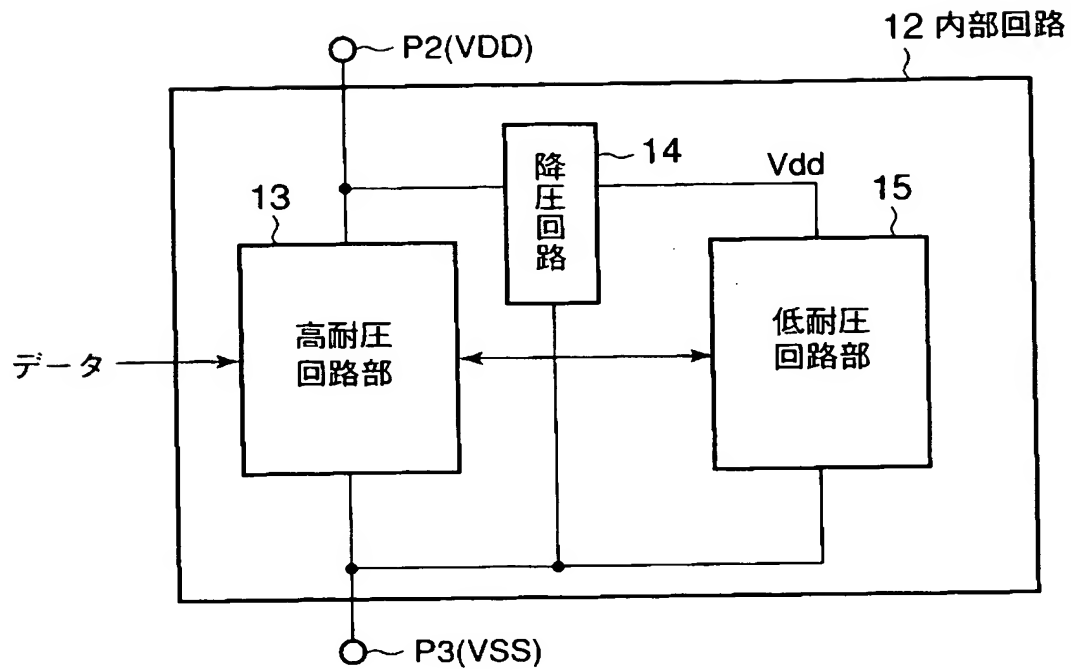 12 内部回路
P2(VDD)
降圧回路
14
Vdd
13
15
高耐圧
回路部
低耐圧
回路部
データ
P3(VSS)